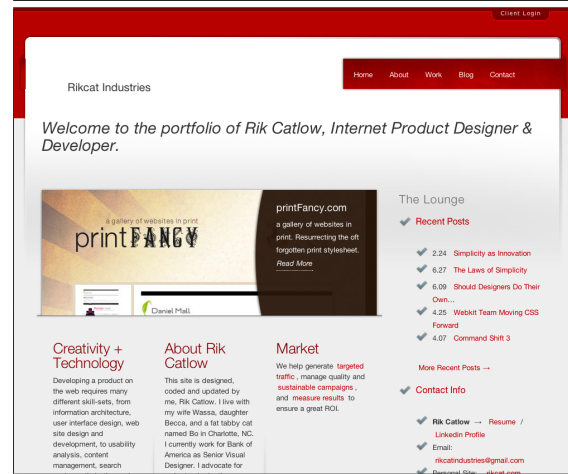 Client Login
Home About Work Blog Contact
Rikcat Industries
Welcome to the portfolio of Rik Catlow, Internet Product Designer &
Developer.
a gallery of websites in print
printFANCY
Daniel Mall
printFancy.com
a gallery of websites in
print. Resurrecting the oft
forgotten print stylesheet.
Read More
The Lounge
Recent Posts
2.24 Simplicity as Innovation
6.27 The Laws of Simplicity
6.09 Should Designers Do Their
Own...
4.25 Webkit Team Moving CSS
Forward
4.07 Command Shift 3
More Recent Posts →
Contact Info
Rik Catlow → Resume /
Linkedin Profile
Email:
rikcatindustries@gmail.com
Personal Site: rikcat.com
Creativity +
Technology
Developing a product on
the web requires many
different skill-sets, from
information architecture,
user interface design, web
site design and
development, to usability
analysis, content
management, search
About Rik
Catlow
This site is designed,
coded and updated by
me, Rik Catlow. I live with
my wife Wassa, daughter
Becca, and a fat tabby cat
named Bo in Charlotte, NC.
I currently work for Bank of
America as Senior Visual
Designer. I advocate for
Market
We help generate targeted
traffic , manage quality and
sustainable campaigns ,
and measure results to
ensure a great ROI.